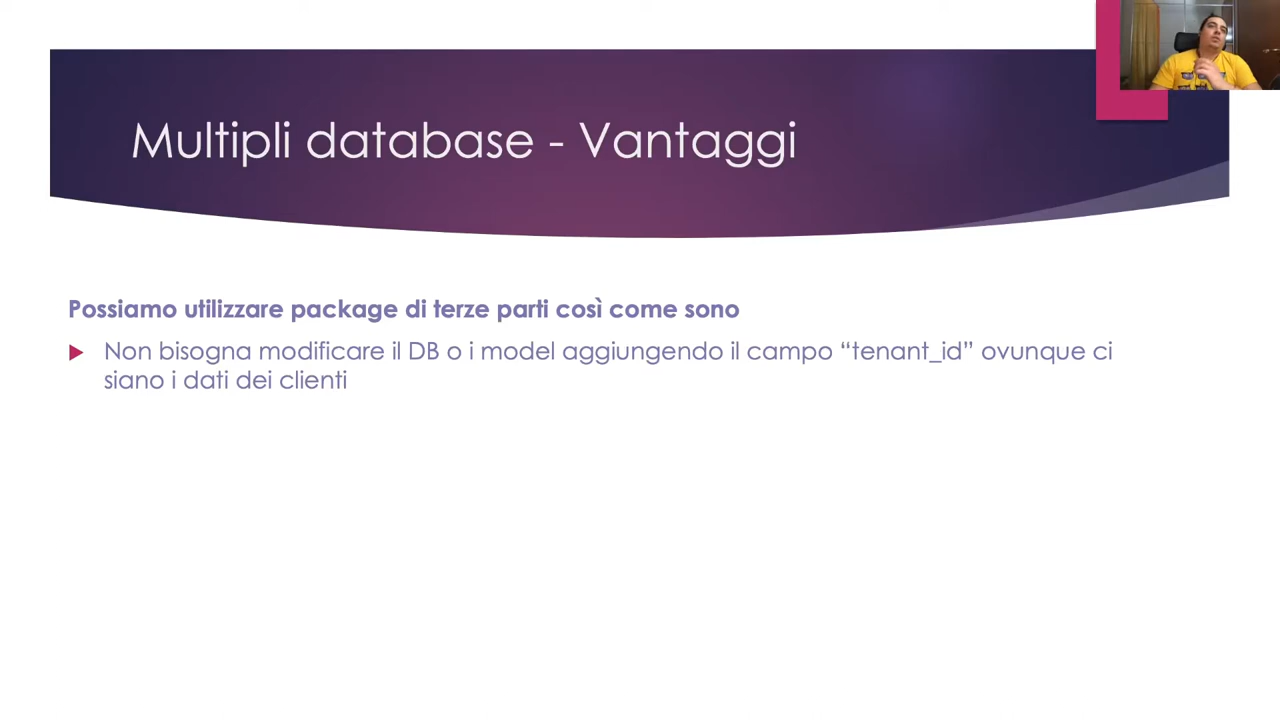 Multipli database - Vantaggi
Possiamo utilizzare package di terze parti così come sono
Non bisogna modificare il DB o i model aggiungendo il campo “tenant_id” ovunque ci
siano i dati dei clienti